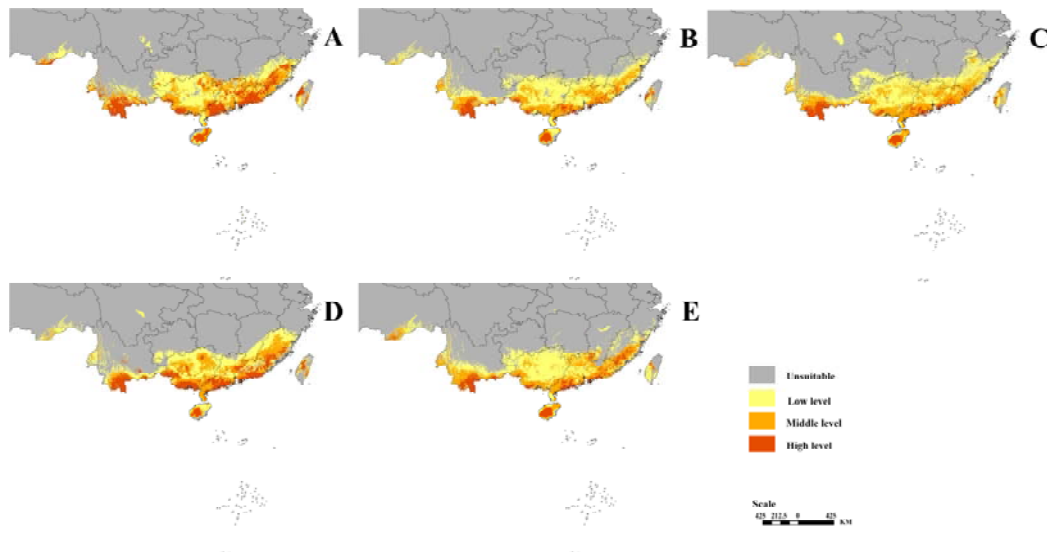 A
B
C
D
E
Unsuitable
Low level
Middle level
High level
Scale
425 212.5 0 425
KM